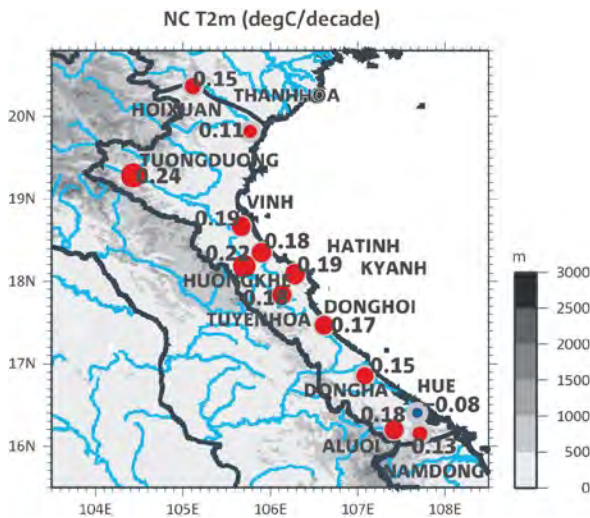 NC T2m (degC/decade)
0.15
THANHHOA
HOIXUAN
20N
0.11
TUONGDUONG
0.24
19N
VINH
0.19
0.18
HATINH
0.22
0.19
KYANH
18N
HUONGKHE
DONGHOI
TUYENHOA
0.17
17N
0.15
DONGHA
HUE
-0.08
0.18
16N
ALUOI
0.13
NAMDONG
104E
105E
106E
107E
108E
m
3000
2500
2000
1500
1000
500
0